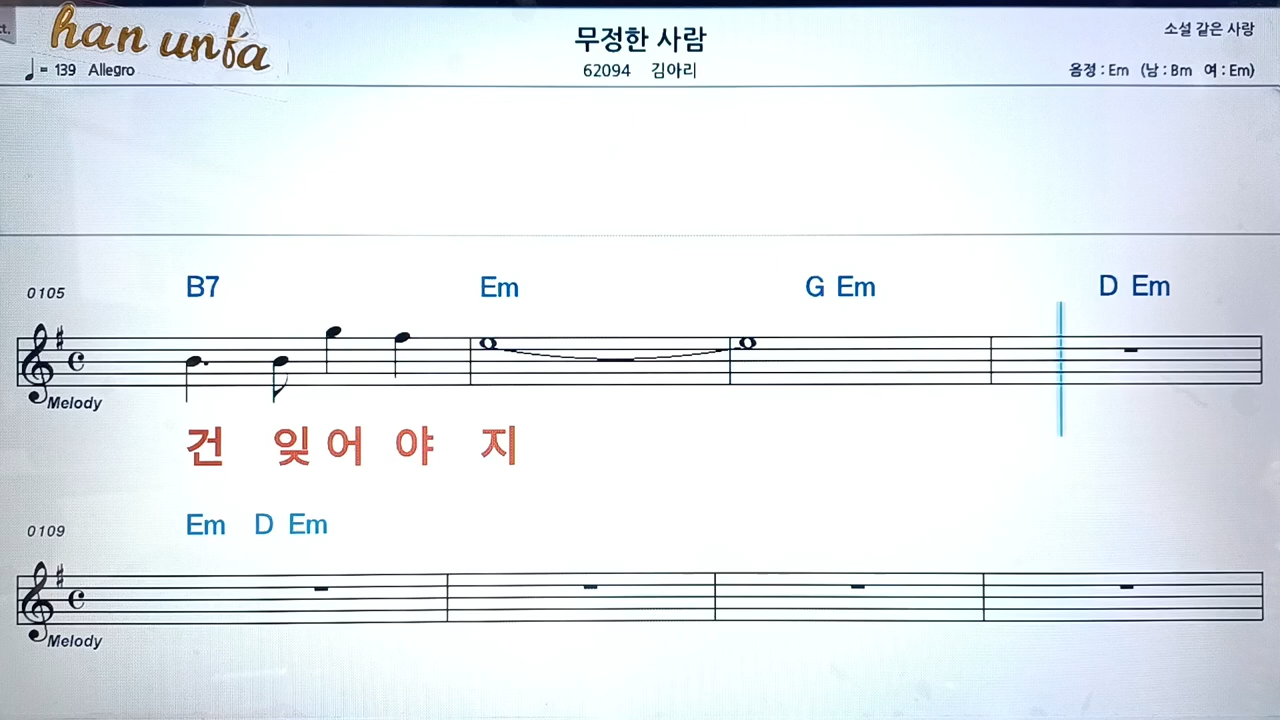 ct.
han unfa
무정한 사람
소설 같은 사랑
= 139 Allegro
62094 김아리
음정 : Em (남 : Bm 여 : Em)
B7 Em G Em D Em
0105
Melody
건 잊 어 야 지
Em D Em
0109
Melody